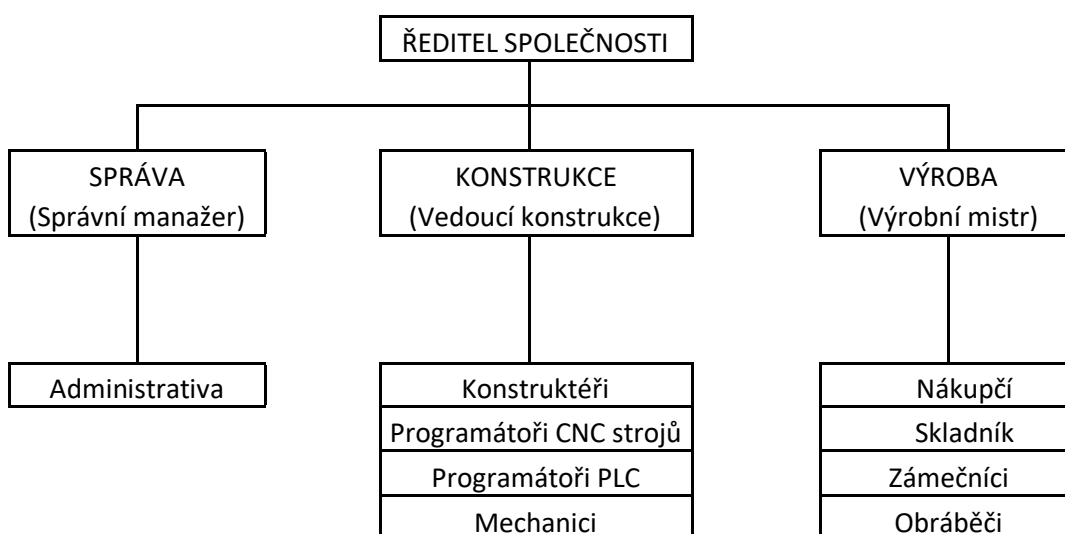 ŘEDITEL SPOLEČNOSTI
SPRÁVA
(Správní manažer)
KONSTRUKCE
(Vedoucí konstrukce)
VÝROBA
(Výrobní mistr)
Administrativa
Konstruktéři
Programátoři CNC strojů
Programátoři PLC
Mechanici
Nákupčí
Skladník
Zámečníci
Obráběči